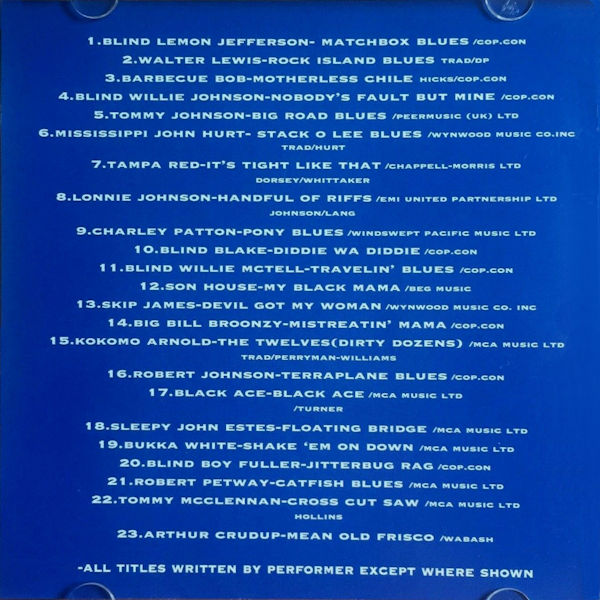 1.BLIND LEMON JEFFERSON- MATCHBOX BLUES /COP.CON
2.WALTER LEWIS-ROCK ISLAND BLUES TRAD/DP
3.BARBECUE BOB-MOTHERLESS CHILE HICKS/COP.CON
4.BLIND WILLIE JOHNSON-NOBODY'S FAULT BUT MINE /COP.CON
5.TOMMY JOHNSON-BIG ROAD BLUES /PEERMUSIC (UK) LTD
6.MISSISSIPPI JOHN HURT- STACK O LEE BLUES /WYNWOOD MUSIC CO.INC
TRAD/HURT
7.TAMPA RED-IT'S TIGHT LIKE THAT /CHAPPELL-MORRIS LTD
DORSEY/WHITTAKER
8.LONNIE JOHNSON-HANDFUL OF RIFFS /EMI UNITED PARTNERSHIP LTD
JOHNSON/LANG
9.CHARLEY PATTON-PONY BLUES /WINDSWEPT PACIFIC MUSIC LTD
10.BLIND BLAKE-DIDDIE WA DIDDIE /COP.CON
11.BLIND WILLIE MCTELL-TRAVELIN' BLUES /COP.CON
12.SON HOUSE-MY BLACK MAMA /BEG MUSIC
13.SKIP JAMES-DEVIL GOT MY WOMAN /WYNWOOD MUSIC CO. INC
14.BIG BILL BROONZY-MISTREATIN' MAMA /COP.CON
15.KOKOMO ARNOLD-THE TWELVES(DIRTY DOZENS) /MCA MUSIC LTD
TRAD/PERRYMAN-WILLIAMS
16.ROBERT JOHNSON-TERRAPLANE BLUES /COP.CON
17.BLACK ACE-BLACK ACE /MCA MUSIC LTD
/TURNER
18.SLEEPY JOHN ESTES-FLOATING BRIDGE /MCA MUSIC LTD
19.BUKKA WHITE-SHAKE 'EM ON DOWN /MCA MUSIC LTD
20.BLIND BOY FULLER-JITTERBUG RAG /COP.CON
21.ROBERT PETWAY-CATFISH BLUES /MCA MUSIC LTD
22.TOMMY MCCLENNAN-CROSS CUT SAW /MCA MUSIC LTD
HOLLINS
23.ARTHUR CRUDUP-MEAN OLD FRISCO /WABASH
-ALL TITLES WRITTEN BY PERFORMER EXCEPT WHERE SHOWN